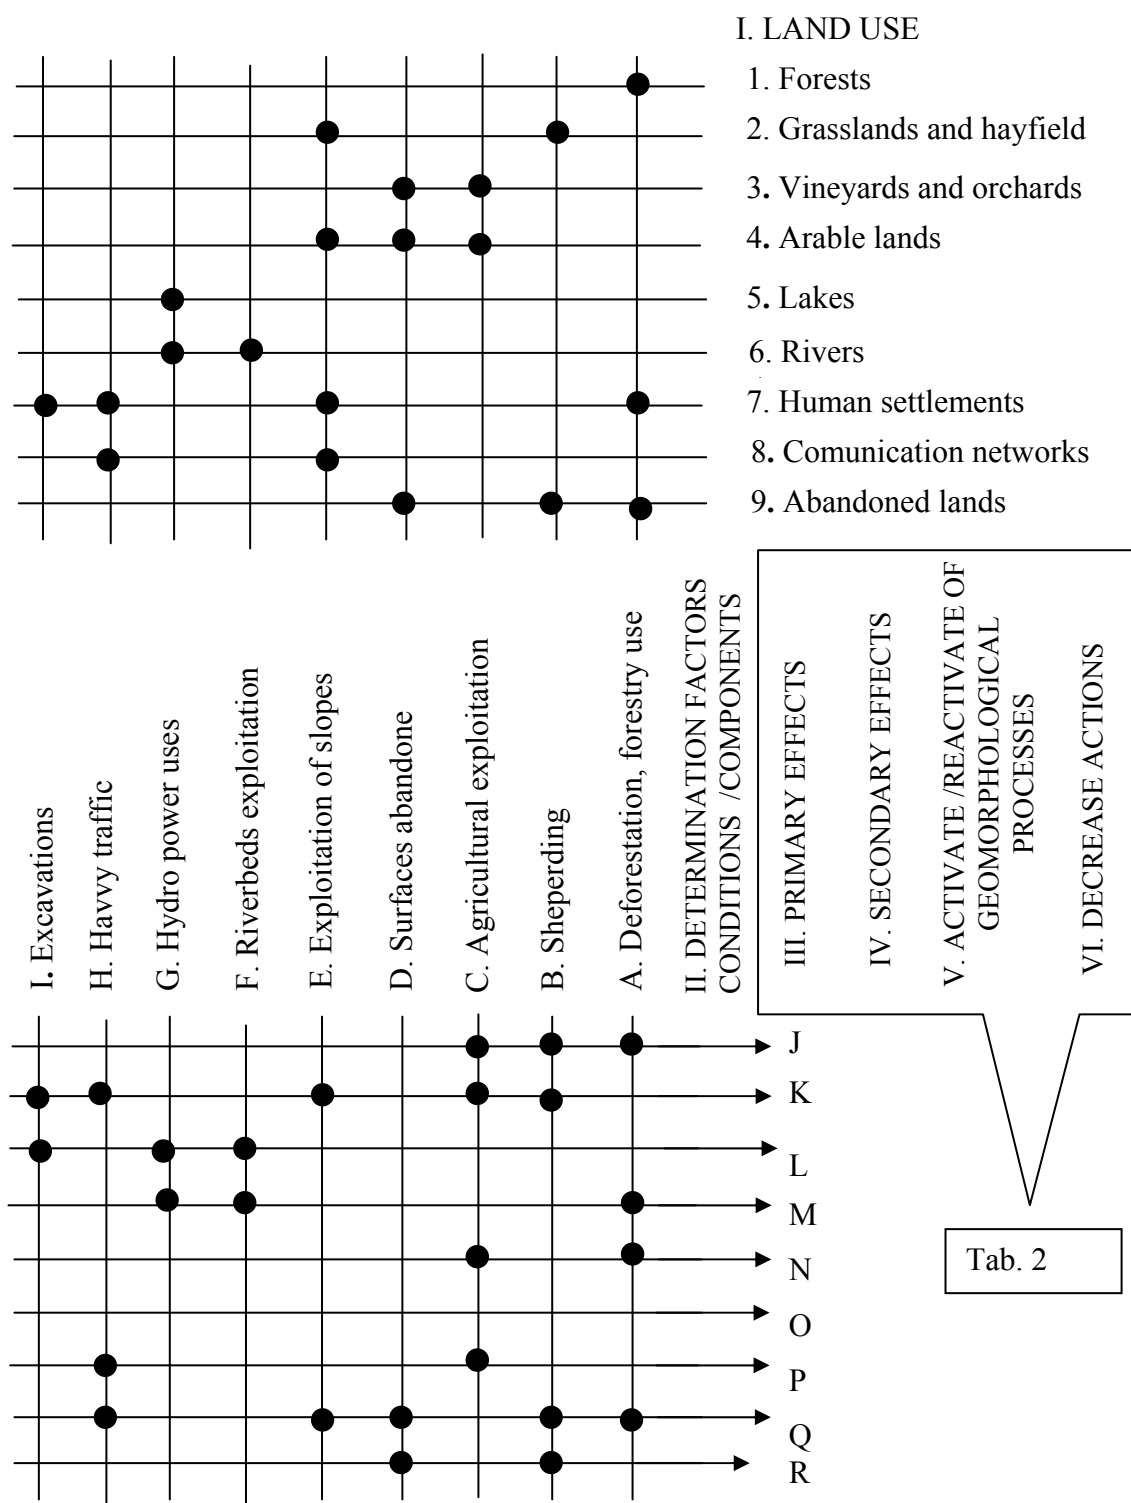 I. LAND USE
1. Forests
2. Grasslands and hayfield
3. Vineyards and orchards
4. Arable lands
5. Lakes
6. Rivers
7. Human settlements
8. Comunication networks
9. Abandoned lands
I. Excavations
H. Havvy traffic
G. Hydro power uses
F. Riverbeds exploitation
E. Exploitation of slopes
D. Surfaces abandone
C. Agricultural exploitation
B. Sheperding
A. Deforestation, forestry use
II. DETERMINATION FACTORS
CONDITIONS /COMPONENTS
III. PRIMARY EFFECTS
IV. SECONDARY EFFECTS
V. ACTIVATE /REACTIVATE OF
GEOMORPHOLOGICAL
PROCESSES
VI. DECREASE ACTIONS
J
K
L
M
N
O
P
Q
R
Tab. 2